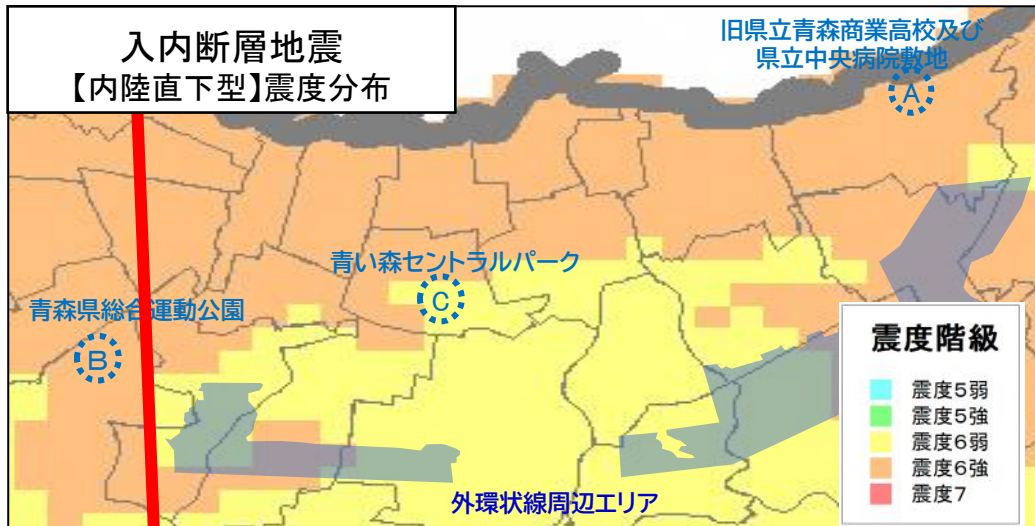 入内断層地震
【内陸直下型】震度分布
旧県立青森商業高校及び
県立中央病院敷地
A
青い森セントラルパーク
C
青森県総合運動公園
B
外環状線周辺エリア
震度階級
震度５弱
震度５強
震度６弱
震度６強
震度７